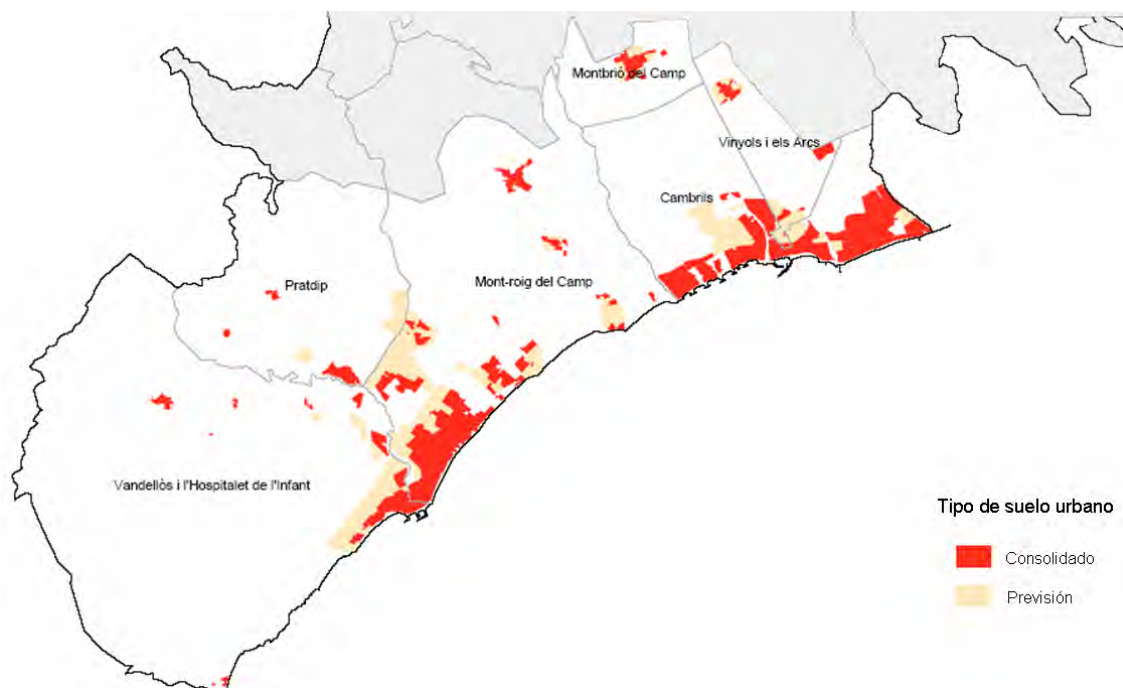 Montbrió del Camp
Vinyols i els Arcs
Cambrils
Mont-roig del Camp
Pratdip
Vandellòs i l'Hospitalet de l'Infant
Tipo de suelo urbano
Consolidado
Previsión